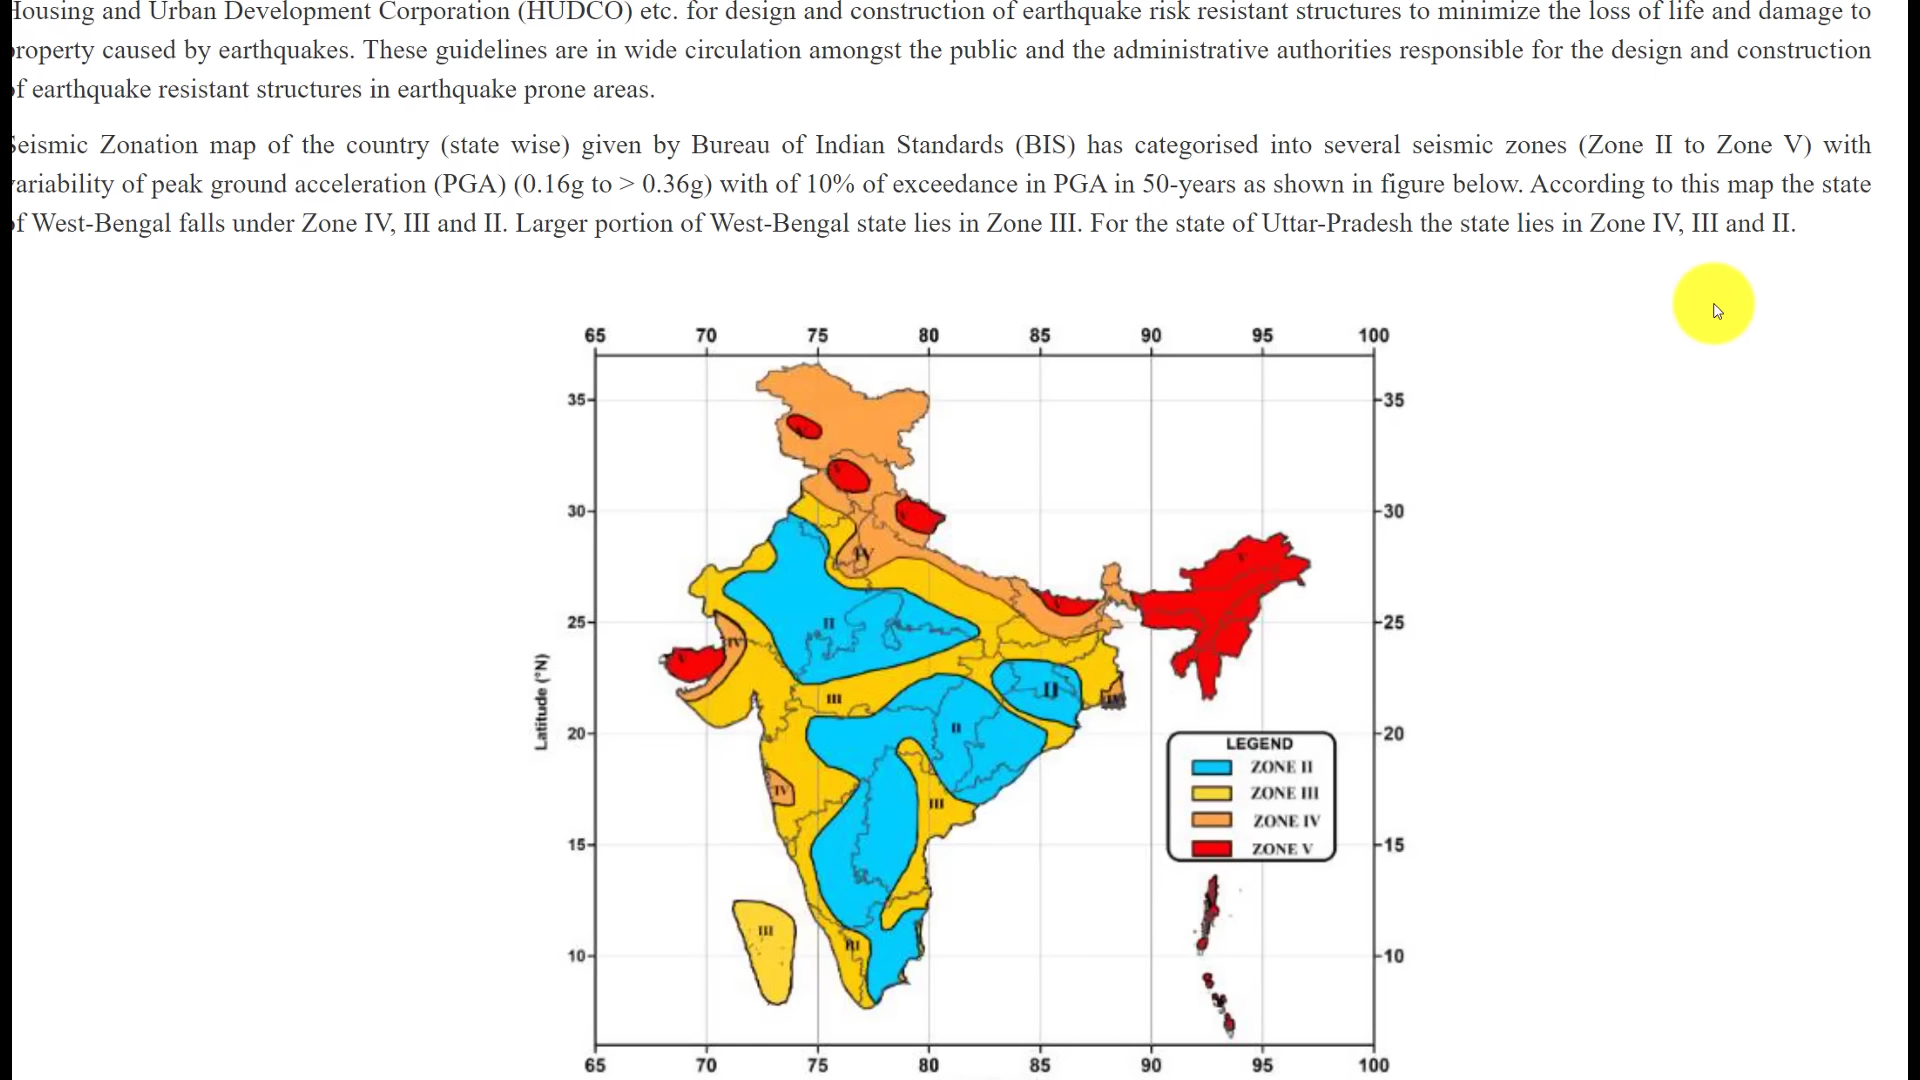 Housing and Urban Development Corporation (HUDCO) etc. for design and construction of earthquake risk resistant structures to minimize the loss of life and damage to
property caused by earthquakes. These guidelines are in wide circulation amongst the public and the administrative authorities responsible for the design and construction
of earthquake resistant structures in earthquake prone areas.
Seismic Zonation map of the country (state wise) given by Bureau of Indian Standards (BIS) has categorised into several seismic zones (Zone II to Zone V) with
variability of peak ground acceleration (PGA) (0.16g to > 0.36g) with of 10% of exceedance in PGA in 50-years as shown in figure below. According to this map the state
of West-Bengal falls under Zone IV, III and II. Larger portion of West-Bengal state lies in Zone III. For the state of Uttar-Pradesh the state lies in Zone IV, III and II.
65 70 75 80 85 90 95 100
35 35
30 30
IV
V
25 II 25
IV
Latitude (°N)
III II IV
II
20 20
LEGEND
ZONE II
IV III ZONE III
ZONE IV
15 15
ZONE V
III III
10 10
65 70 75 80 85 90 95 100